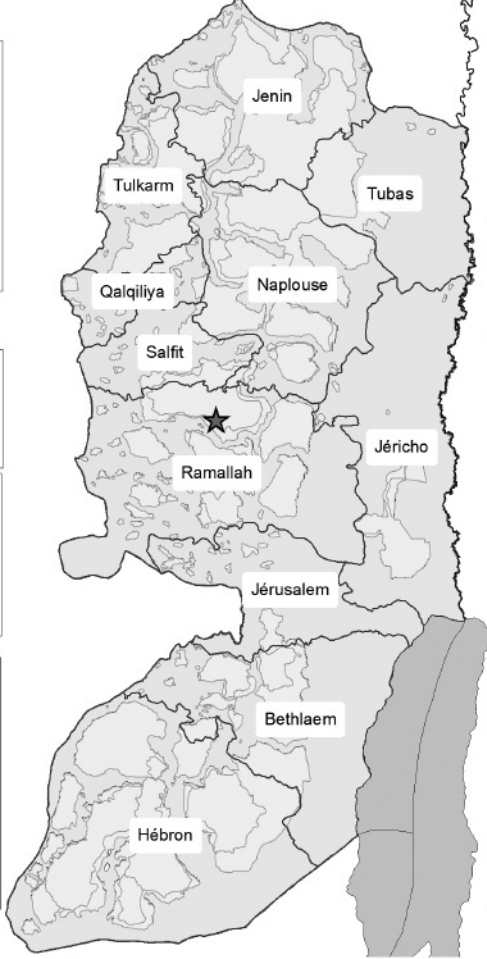 Jenin
Tulkarm
Tubas
Naplouse
Qalqiliya
Salfit
Jéricho
Ramallah
Jérusalem
Bethlaem
Hébron